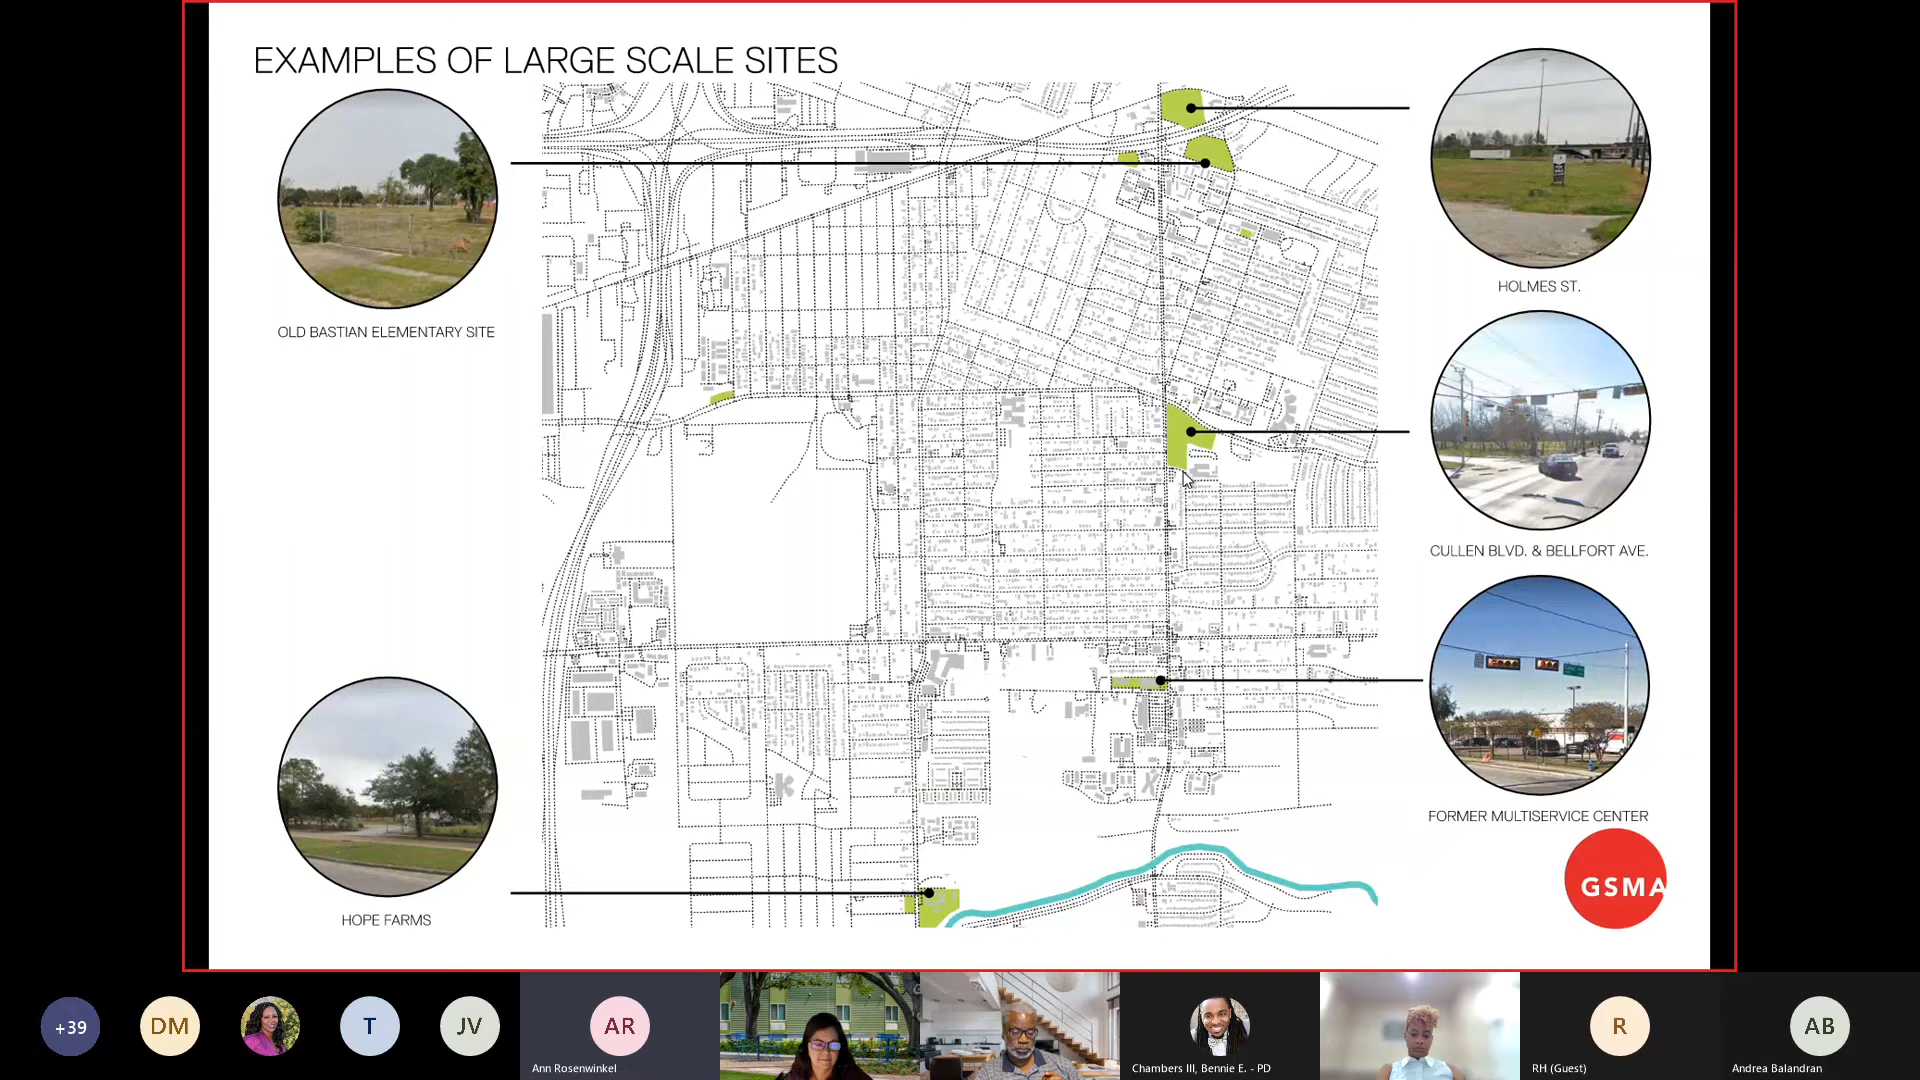 EXAMPLES OF LARGE SCALE SITES
OLD BASTIAN ELEMENTARY SITE
HOPE FARMS
HOLMES ST.
CULLEN BLVD. & BELLFORT AVE.
FORMER MULTISERVICE CENTER
GSMA
+39
DM
T
JV
AR
Ann Rosenwinkel
Chambers III, Bennie E. - PD
R
RH (Guest)
AB
Andrea Balandran